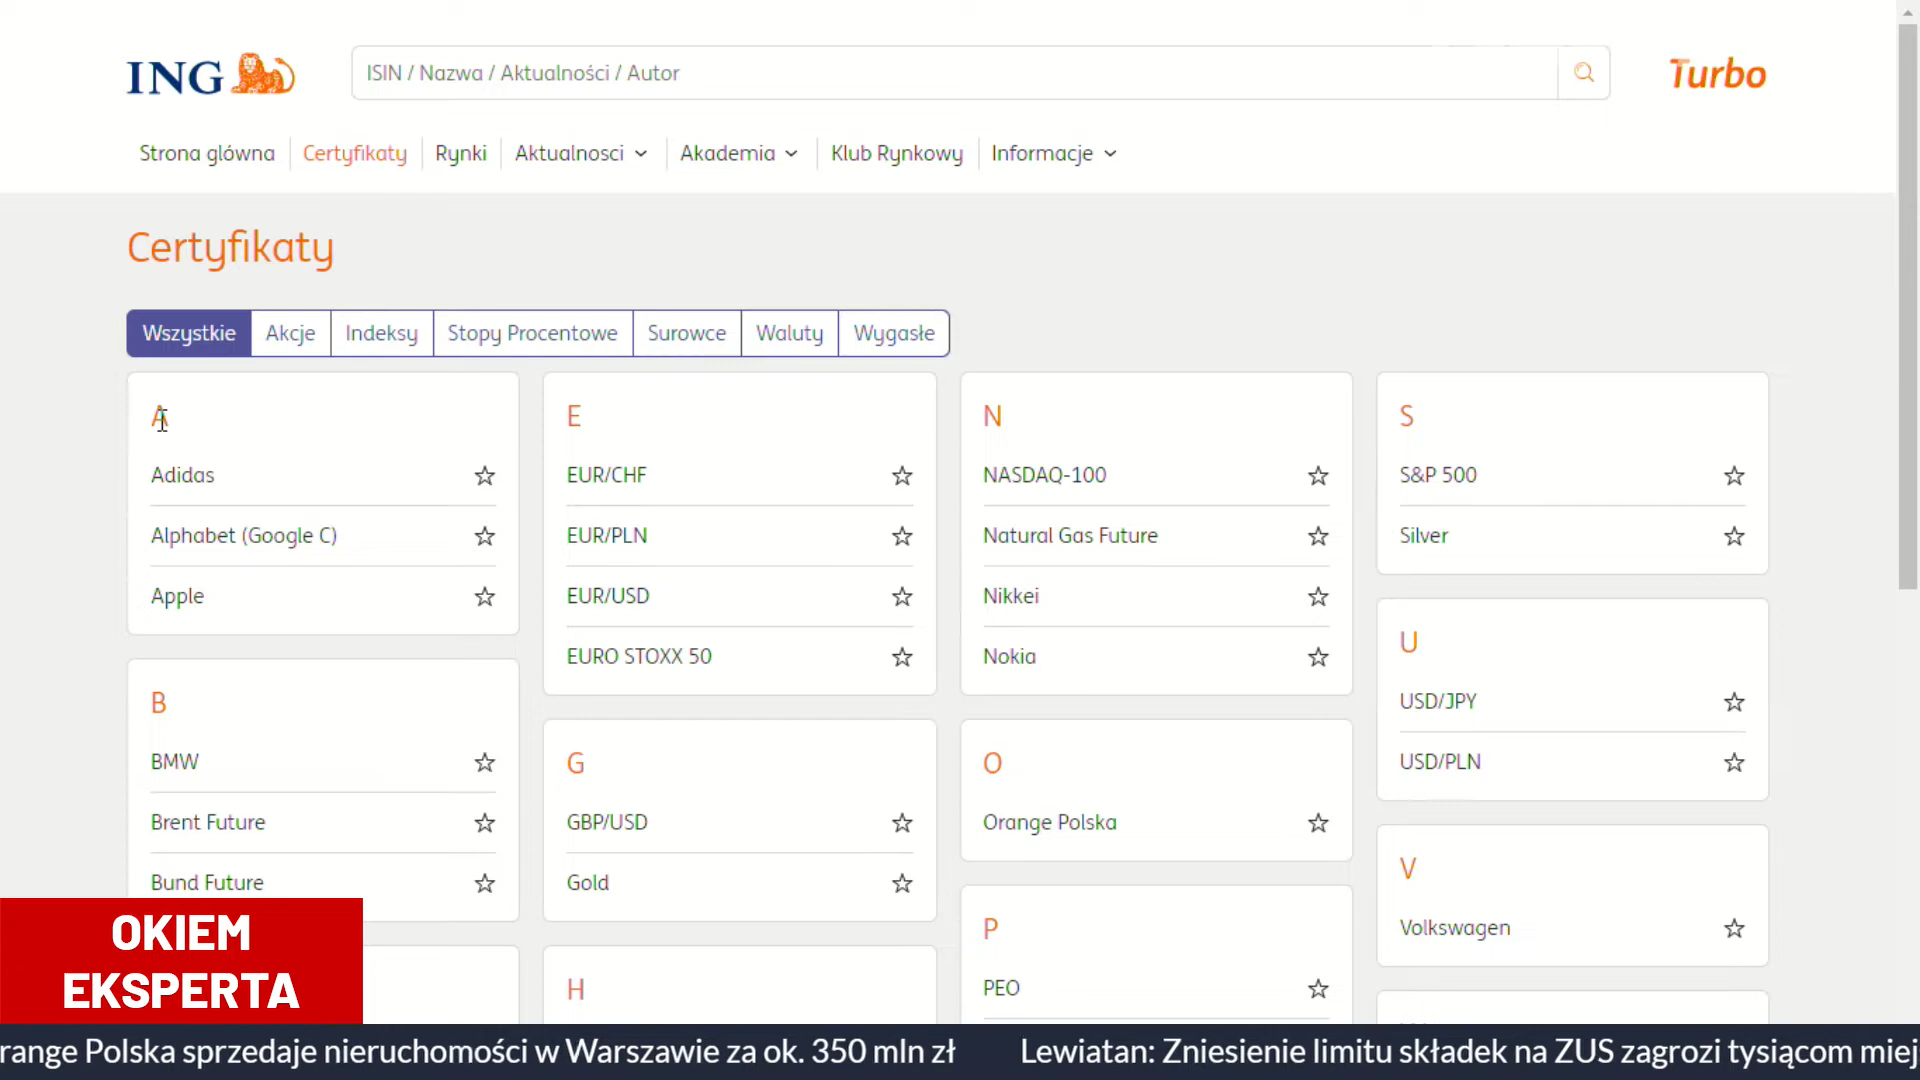 ING
ISIN / Nazwa / Aktualności / Autor
Turbo
Strona główna
Certyfikaty
Rynki
Aktualnosci
Akademia
Klub Rynkowy
Informacje
Certyfikaty
Wszystkie
Akcje
Indeksy
Stopy Procentowe
Surowce
Waluty
Wygasłe
A
Adidas
Alphabet (Google C)
Apple
B
BMW
Brent Future
Bund Future
E
EUR/CHF
EUR/PLN
EUR/USD
EURO STOXX 50
G
GBP/USD
Gold
H
N
NASDAQ-100
Natural Gas Future
Nikkei
Nokia
O
Orange Polska
P
PEO
S
S&P 500
Silver
U
USD/JPY
USD/PLN
V
Volkswagen
OKIEM
EKSPERTA
range Polska sprzedaje nieruchomości w Warszawie za ok. 350 mln zł Lewiatan: Zniesienie limitu składek na ZUS zagrozi tysiącom miej